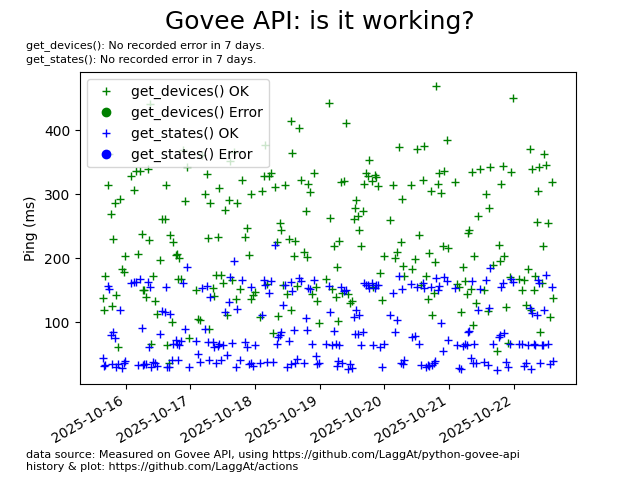 Govee API: is it working?
get_devices(): No recorded error in 7 days.
get_states(): No recorded error in 7 days.
get_devices() OK
get_devices() Error
get_states() OK
get_states() Error
Ping (ms)
400
300
200
100
2025-10-16
2025-10-17
2025-10-18
2025-10-19
2025-10-20
2025-10-21
2025-10-22
data source: Measured on Govee API, using https://github.com/LaggAt/python-govee-api
history & plot: https://github.com/LaggAt/actions